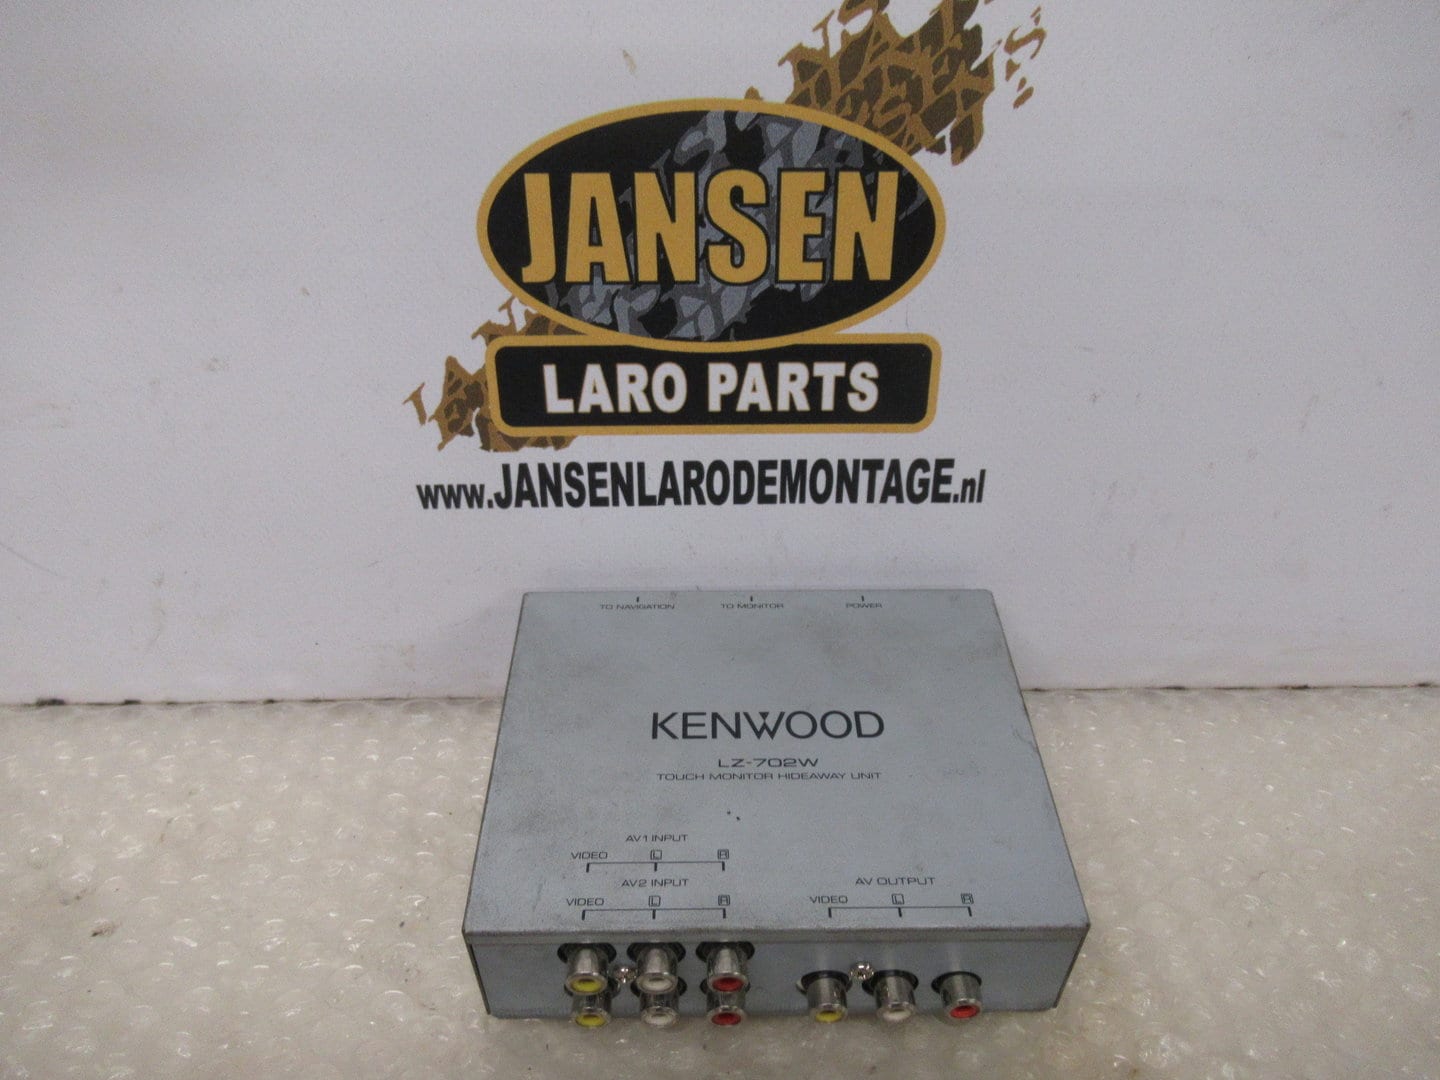 JANSEN
LARO PARTS
www.JANSENLARODEMONTAGE.nl
TO NAVIGATION TO MONITOR POWER
KENWOOD
LZ-702W
TOUCH MONITOR HIDEAWAY UNIT
AV1 INPUT
VIDEO L R
AV2 INPUT
VIDEO L R
AV OUTPUT
VIDEO L R